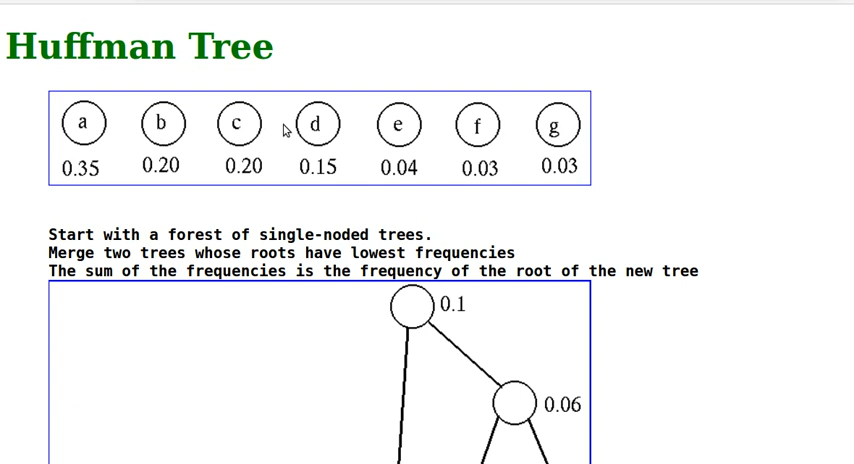 Huffman Tree
a b c d e f g
0.35 0.20 0.20 0.15 0.04 0.03 0.03
Start with a forest of single-noded trees.
Merge two trees whose roots have lowest frequencies
The sum of the frequencies is the frequency of the root of the new tree
0.1
0.06